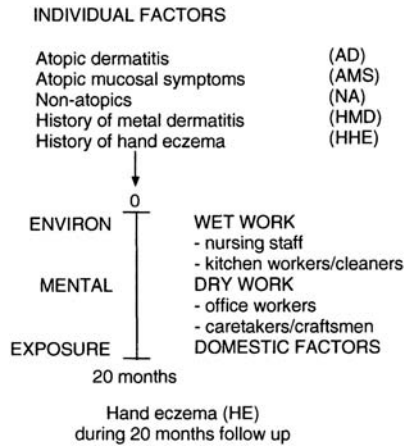 INDIVIDUAL FACTORS
Atopic dermatitis (AD)
Atopic mucosal symptoms (AMS)
Non-atopics (NA)
History of metal dermatitis (HMD)
History of hand eczema (HHE)
0
ENVIRON WET WORK
- nursing staff
- kitchen workers/cleaners
MENTAL DRY WORK
- office workers
- caretakers/craftsmen
EXPOSURE DOMESTIC FACTORS
20 months
Hand eczema (HE)
during 20 months follow up